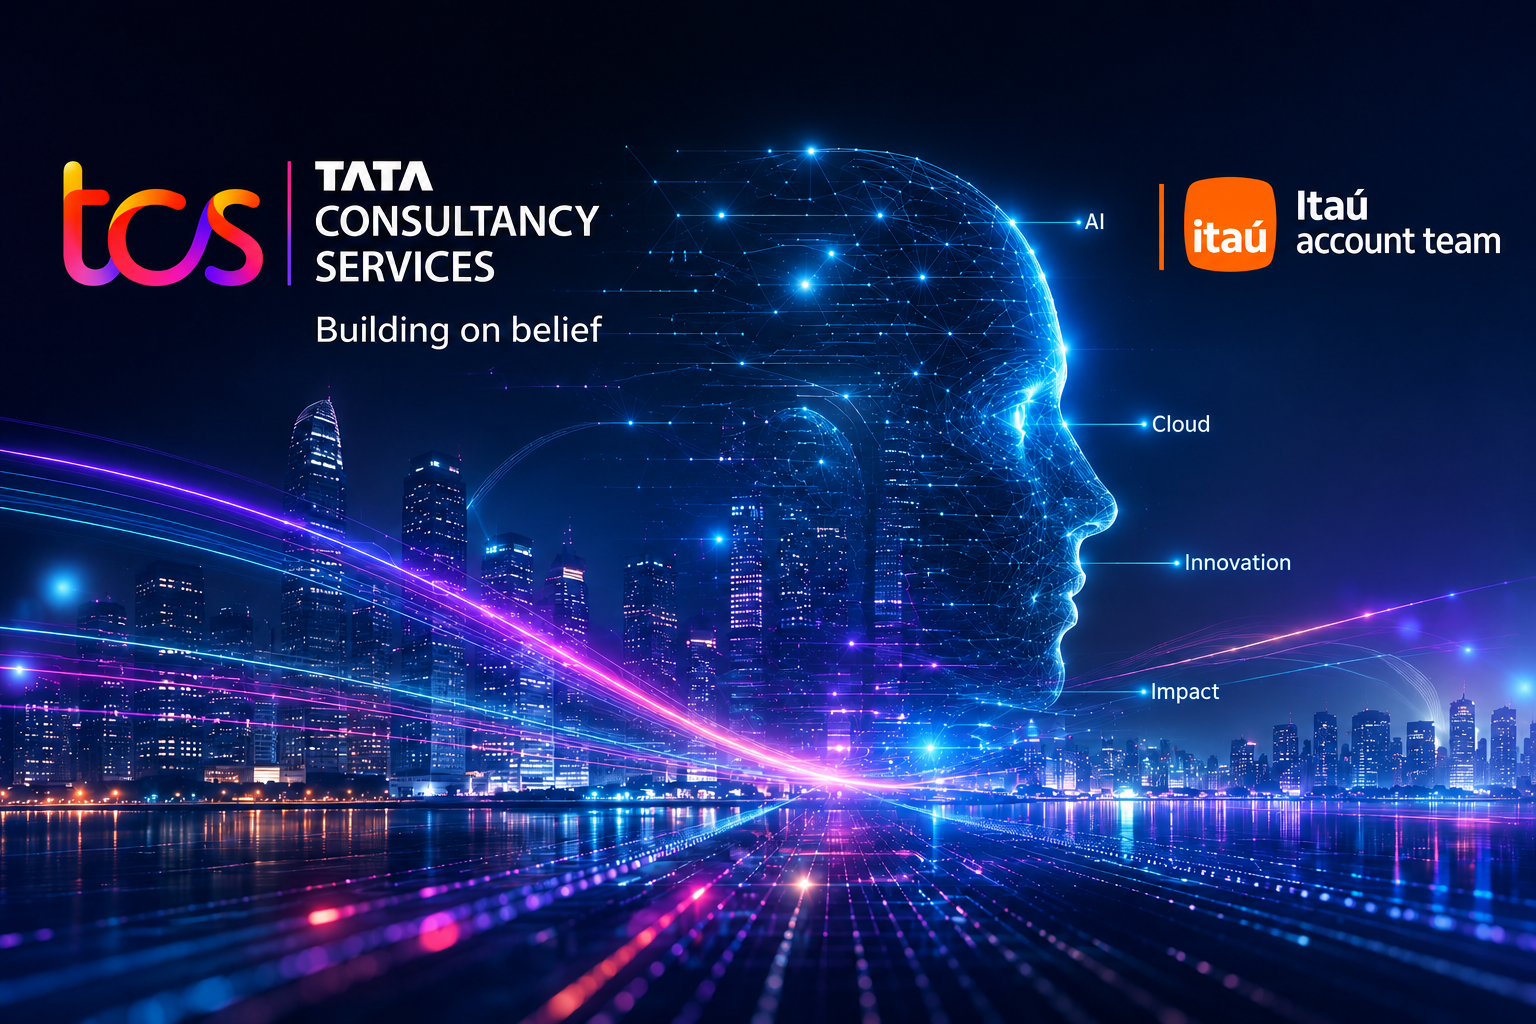 tcs
TATA
CONSULTANCY
SERVICES
Building on belief
itaú
Itaú
account team
AI
Cloud
Innovation
Impact